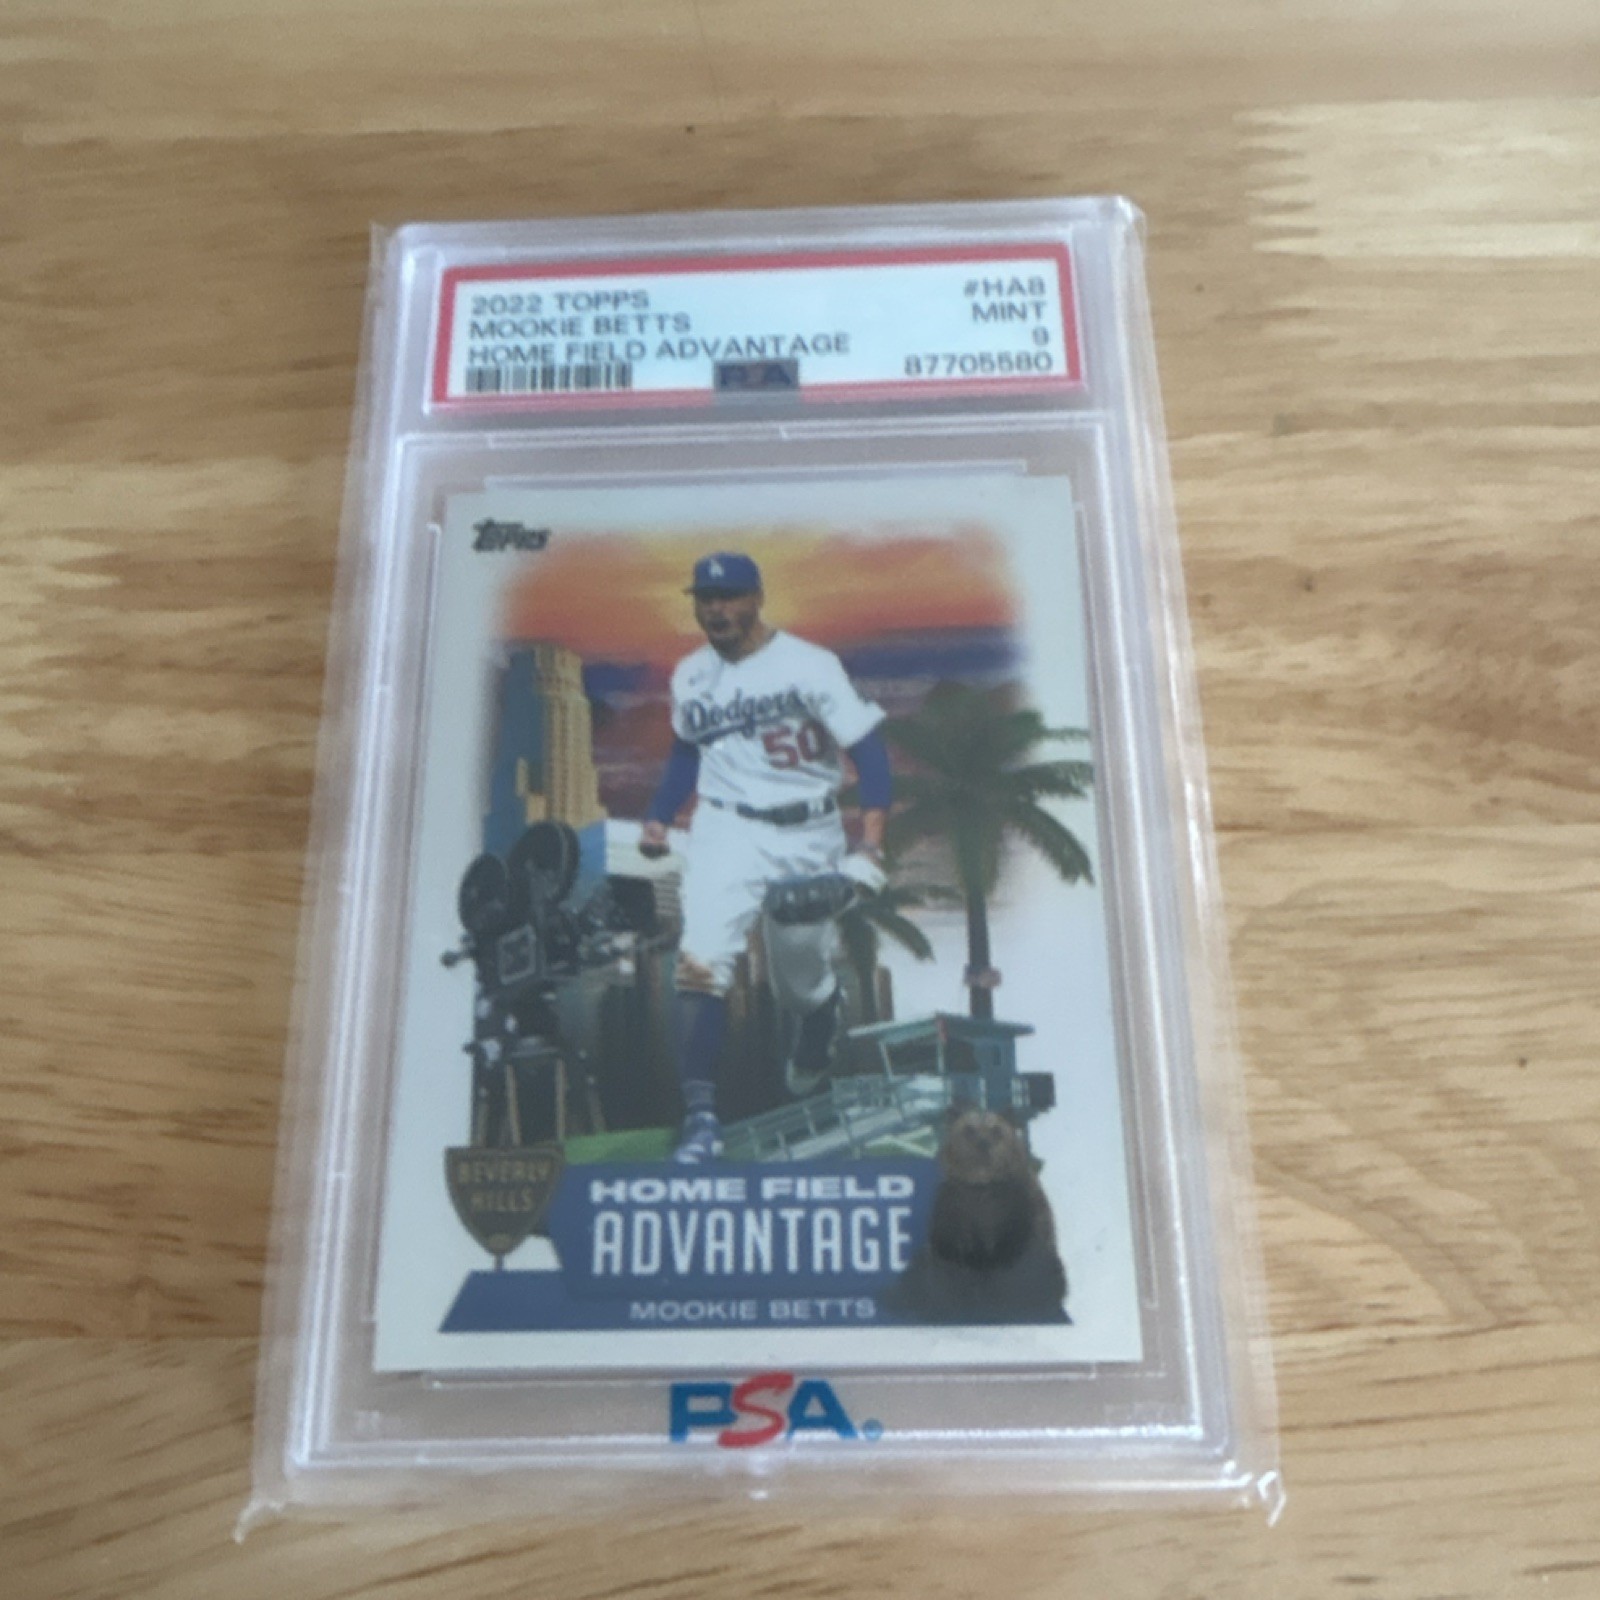 2022 TOPPS #HA8
MOOKIE BETTS MINT
HOME FIELD ADVANTAGE 9
PSA 87705580
Topps
Dodgers
50
BEVERLY
HILLS
HOME FIELD
ADVANTAGE
MOOKIE BETTS
PSA